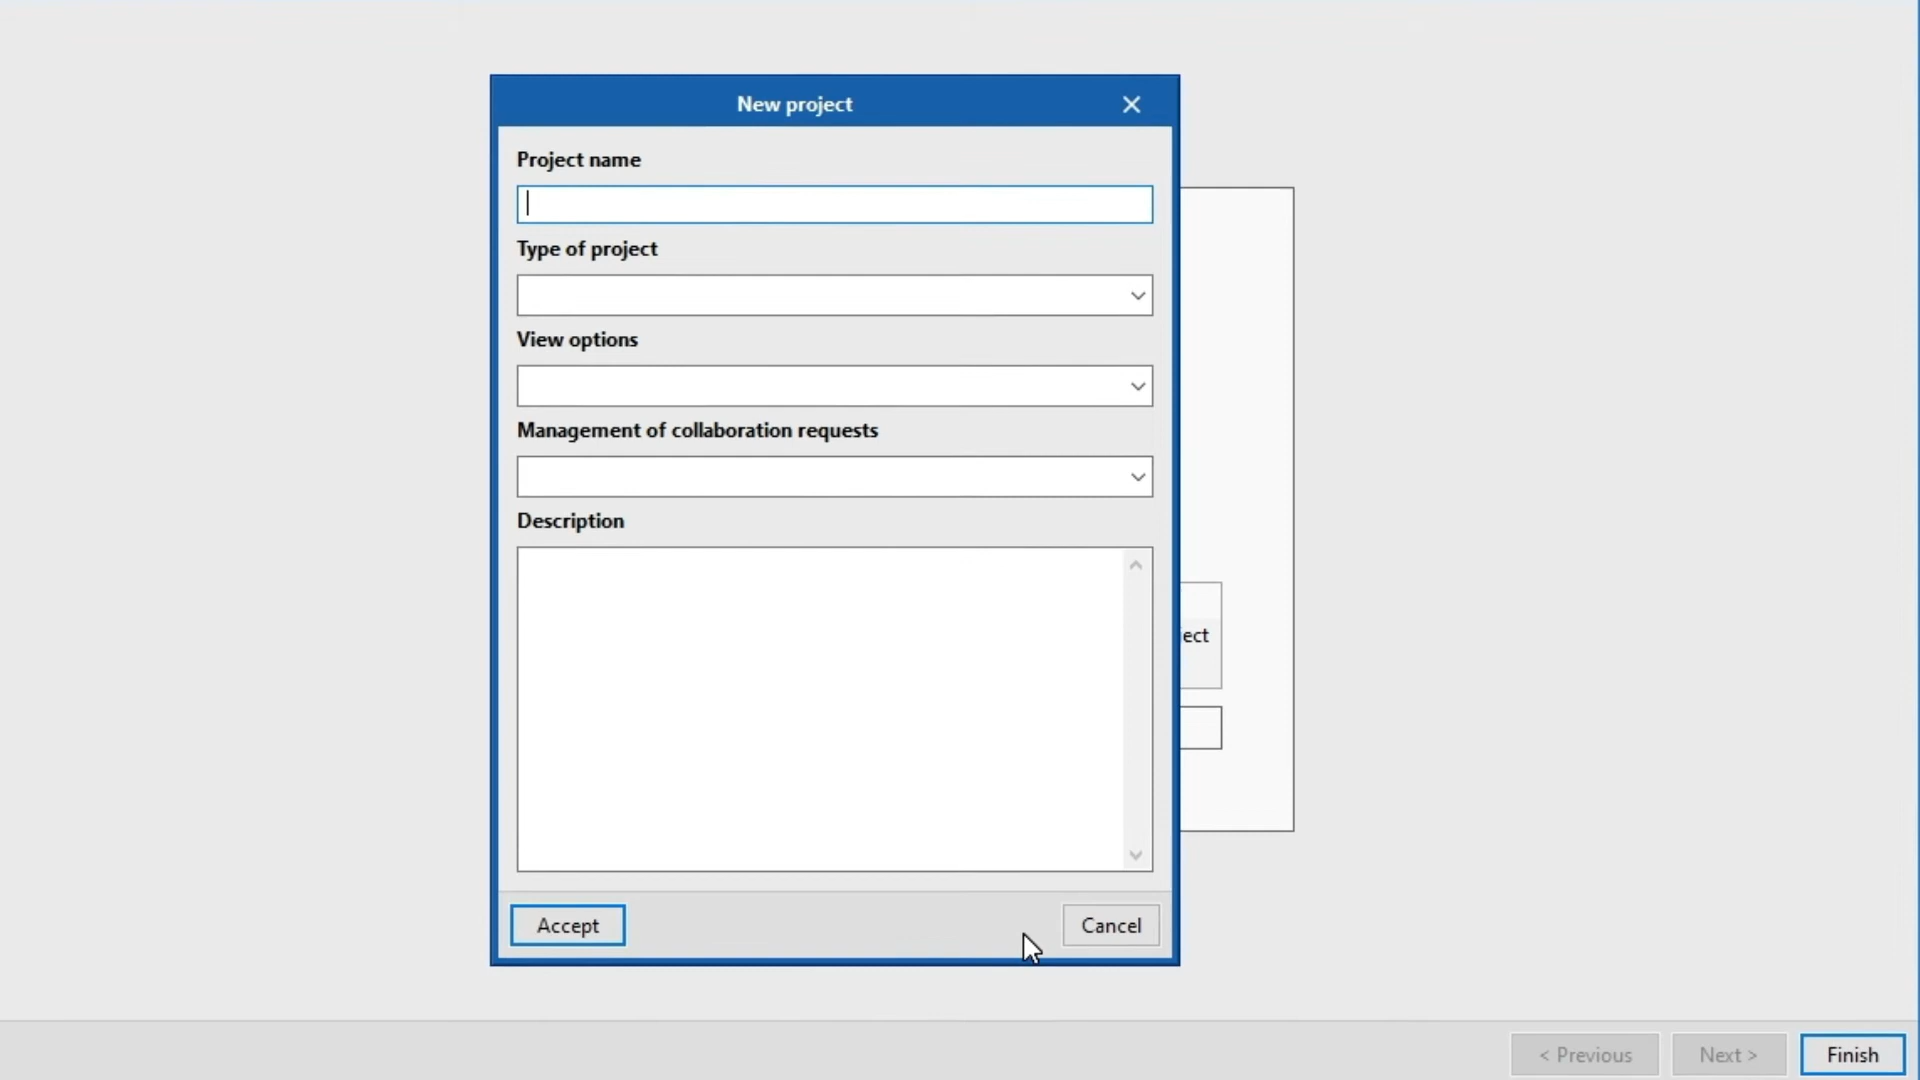 New project
Project name
Type of project
View options
Management of collaboration requests
Description
ect
Accept
Cancel
< Previous
Next >
Finish